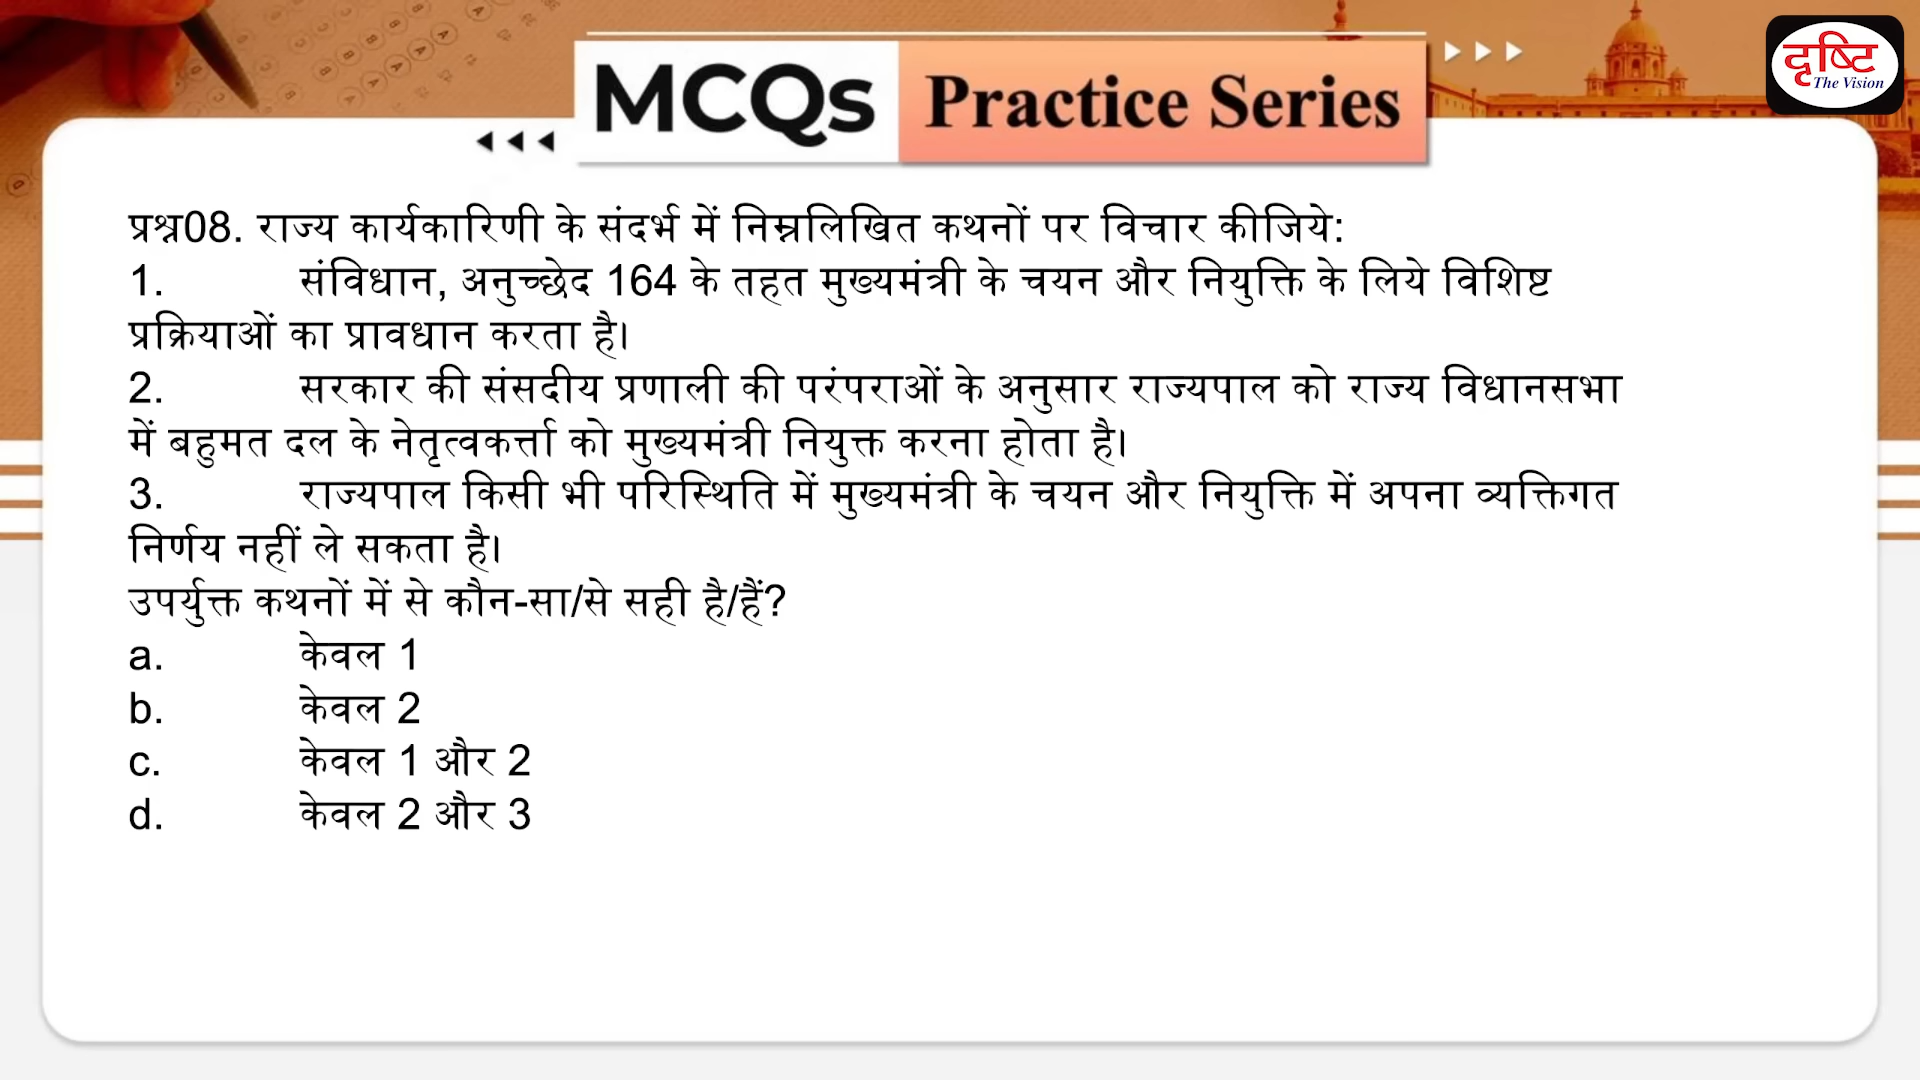 MCQs Practice Series
दृष्टि
The Vision
प्रश्न08. राज्य कार्यकारिणी के संदर्भ में निम्नलिखित कथनों पर विचार कीजिये:
1. संविधान, अनुच्छेद 164 के तहत मुख्यमंत्री के चयन और नियुक्ति के लिये विशिष्ट
प्रक्रियाओं का प्रावधान करता है।
2. सरकार की संसदीय प्रणाली की परंपराओं के अनुसार राज्यपाल को राज्य विधानसभा
में बहुमत दल के नेतृत्वकर्त्ता को मुख्यमंत्री नियुक्त करना होता है।
3. राज्यपाल किसी भी परिस्थिति में मुख्यमंत्री के चयन और नियुक्ति में अपना व्यक्तिगत
निर्णय नहीं ले सकता है।
उपर्युक्त कथनों में से कौन-सा/से सही है/हैं?
a. केवल 1
b. केवल 2
c. केवल 1 और 2
d. केवल 2 और 3